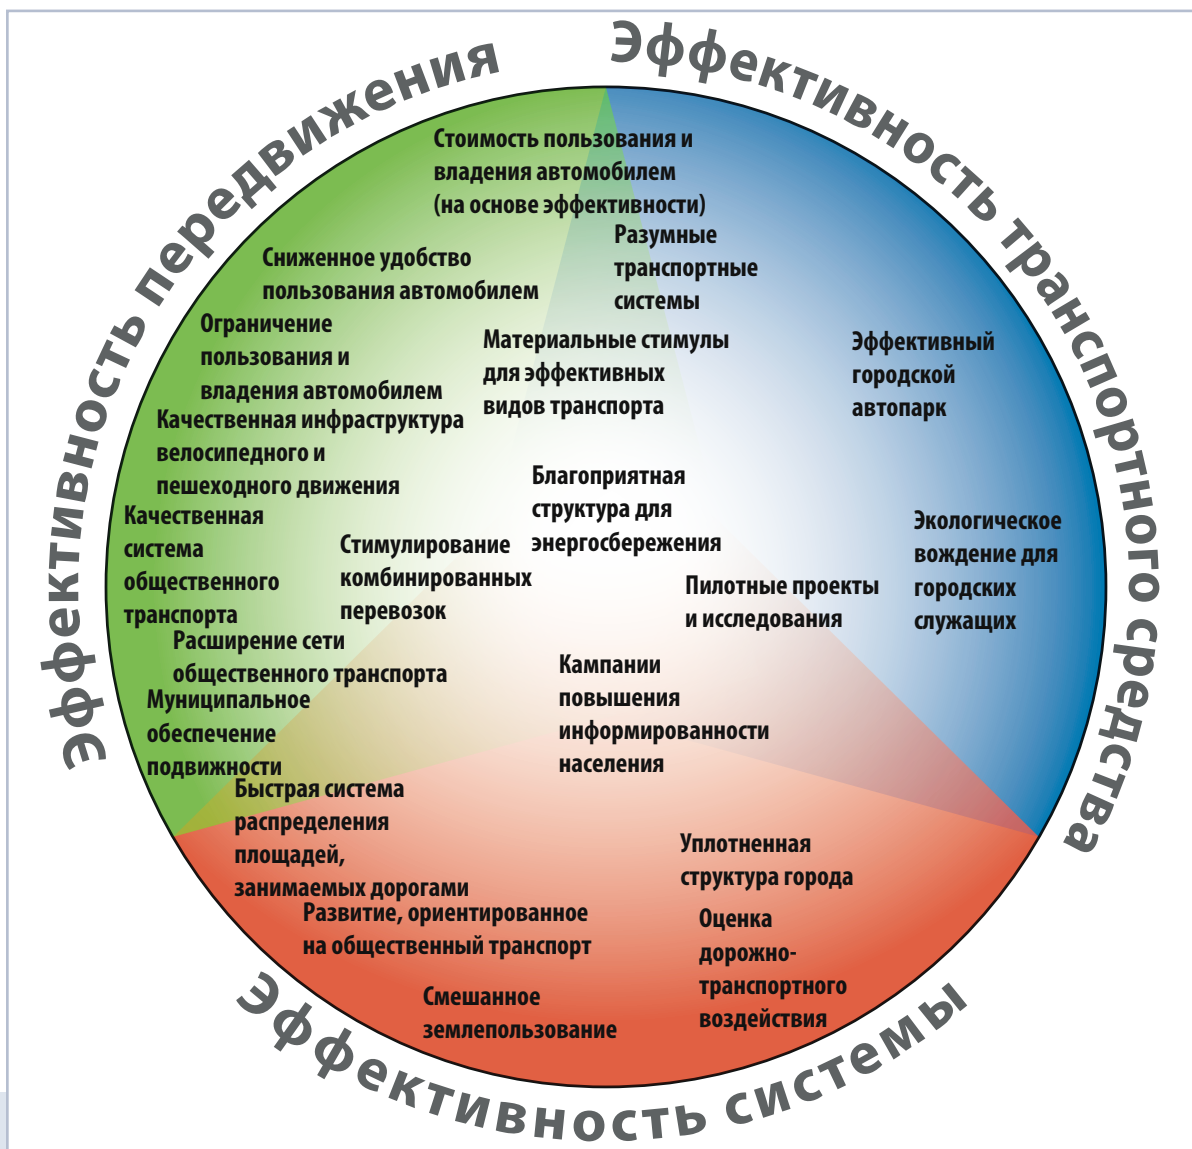 Эффективность передвижения
Эффективность транспортного средства
Стоимость пользования и
владения автомобилем
(на основе эффективности)
Разумные
транспортные
системы
Сниженное удобство
пользования автомобилем
Ограничение
пользования и
владения автомобилем
Материальные стимулы
для эффективных
видов транспорта
Эффективный
городской
автопарк
Качественная инфраструктура
велосипедного и
пешеходного движения
Благоприятная
структура для
энергосбережения
Качественная
система
общественного
транспорта
Стимулирование
комбинированных
перевозок
Экологическое
вождение для
городских
служащих
Пилотные проекты
и исследования
Расширение сети
общественного транспорта
Кампании
повышения
информированности
населения
Муниципальное
обеспечение
подвижности
Быстрая система
распределения
площадей,
занимаемых дорогами
Уплотненная
структура города
Развитие, ориентированное
на общественный транспорт
Оценка
дорожно-
транспортного
воздействия
Смешанное
землепользование
Эффективность системы